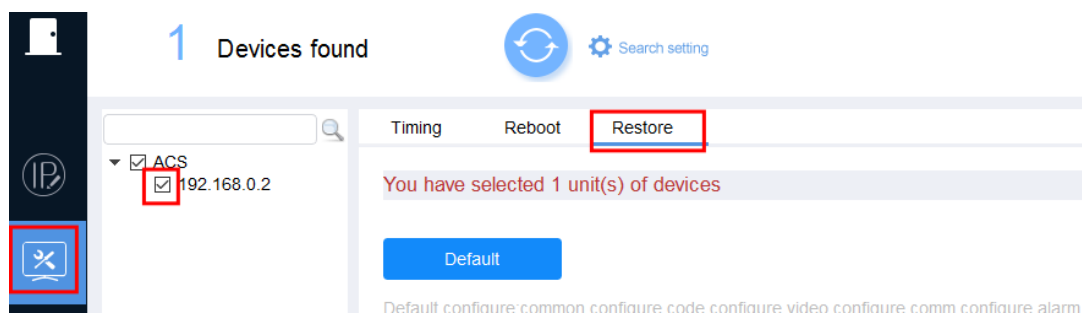 1 Devices found
Search setting
Timing Reboot Restore
ACS
192.168.0.2
You have selected 1 unit(s) of devices
Default
Default configure:common configure code configure video configure comm configure alarm
IP